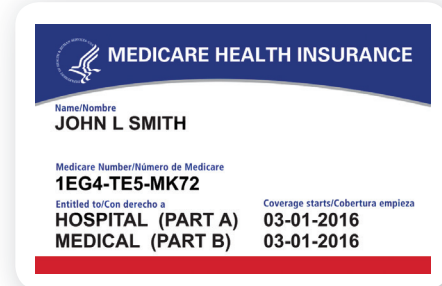 MEDICARE HEALTH INSURANCE
Name/Nombre
JOHN L SMITH
Medicare Number/Número de Medicare
1EG4-TE5-MK72
Entitled to/Con derecho a Coverage starts/Cobertura empieza
HOSPITAL (PART A) 03-01-2016
MEDICAL (PART B) 03-01-2016